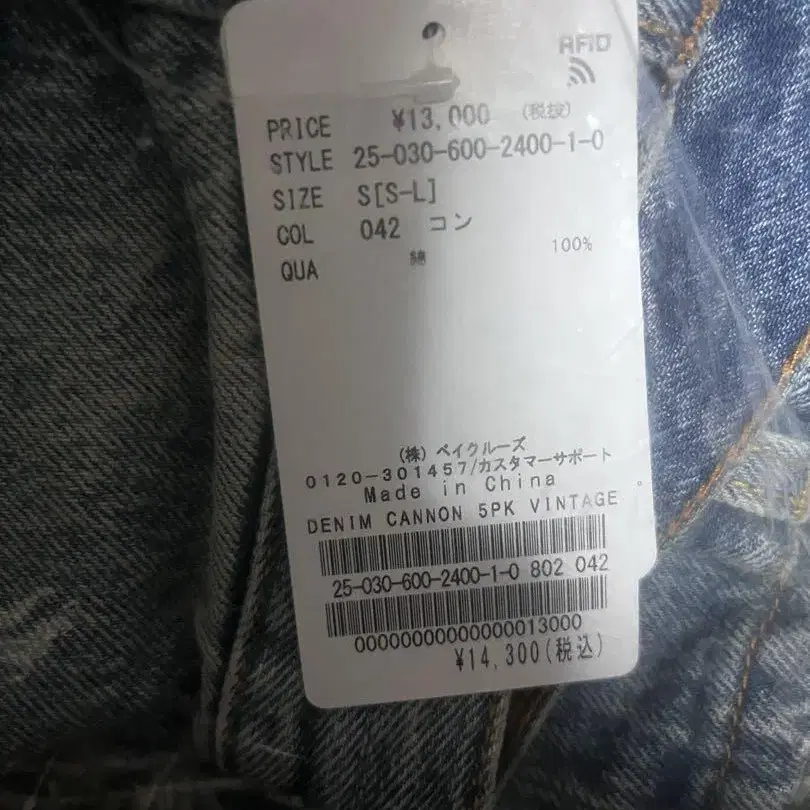 RFID
PRICE ¥13,000 (税抜)
STYLE 25-030-600-2400-1-0
SIZE S[S-L]
COL 042 コン
QUA 綿 100%
(株) ベイクルーズ
0120-301457/カスタマーサポート
Made in China
DENIM CANNON 5PK VINTAGE
25-030-600-2400-1-0 802 042
00000000000000013000
¥14,300(税込)